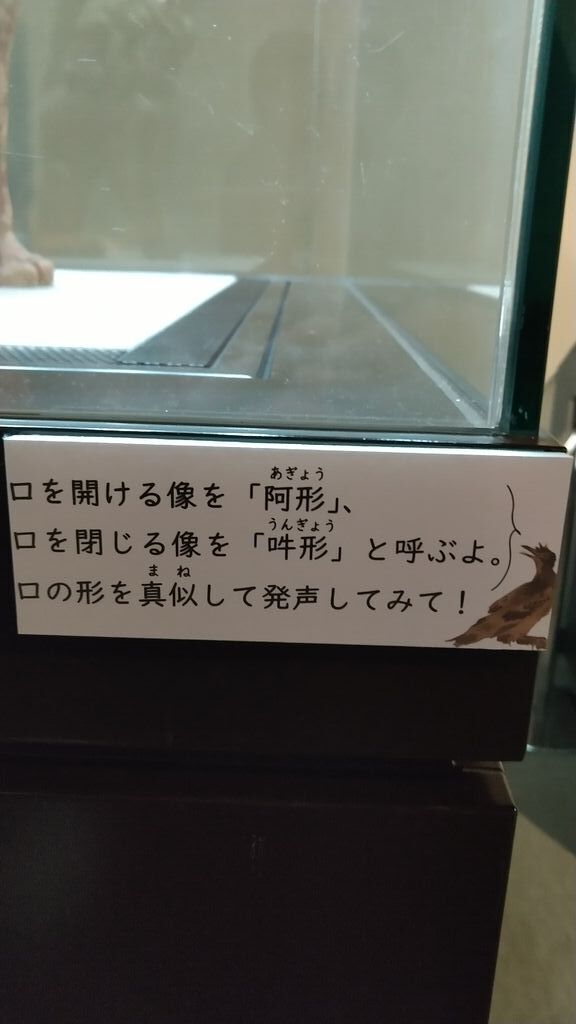 口を開ける像を「阿形」、
口を閉じる像を「吽形」と呼ぶよ。
口の形を真似して発声してみて！